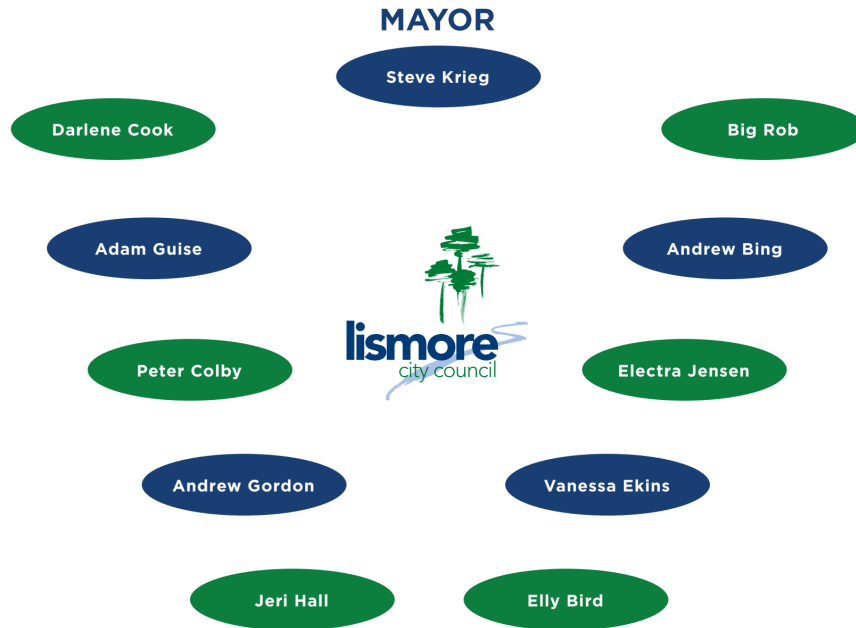 MAYOR
Steve Krieg
Darlene Cook
Big Rob
Adam Guise
Andrew Bing
lismore
city council
Peter Colby
Electra Jensen
Andrew Gordon
Vanessa Ekins
Jeri Hall
Elly Bird